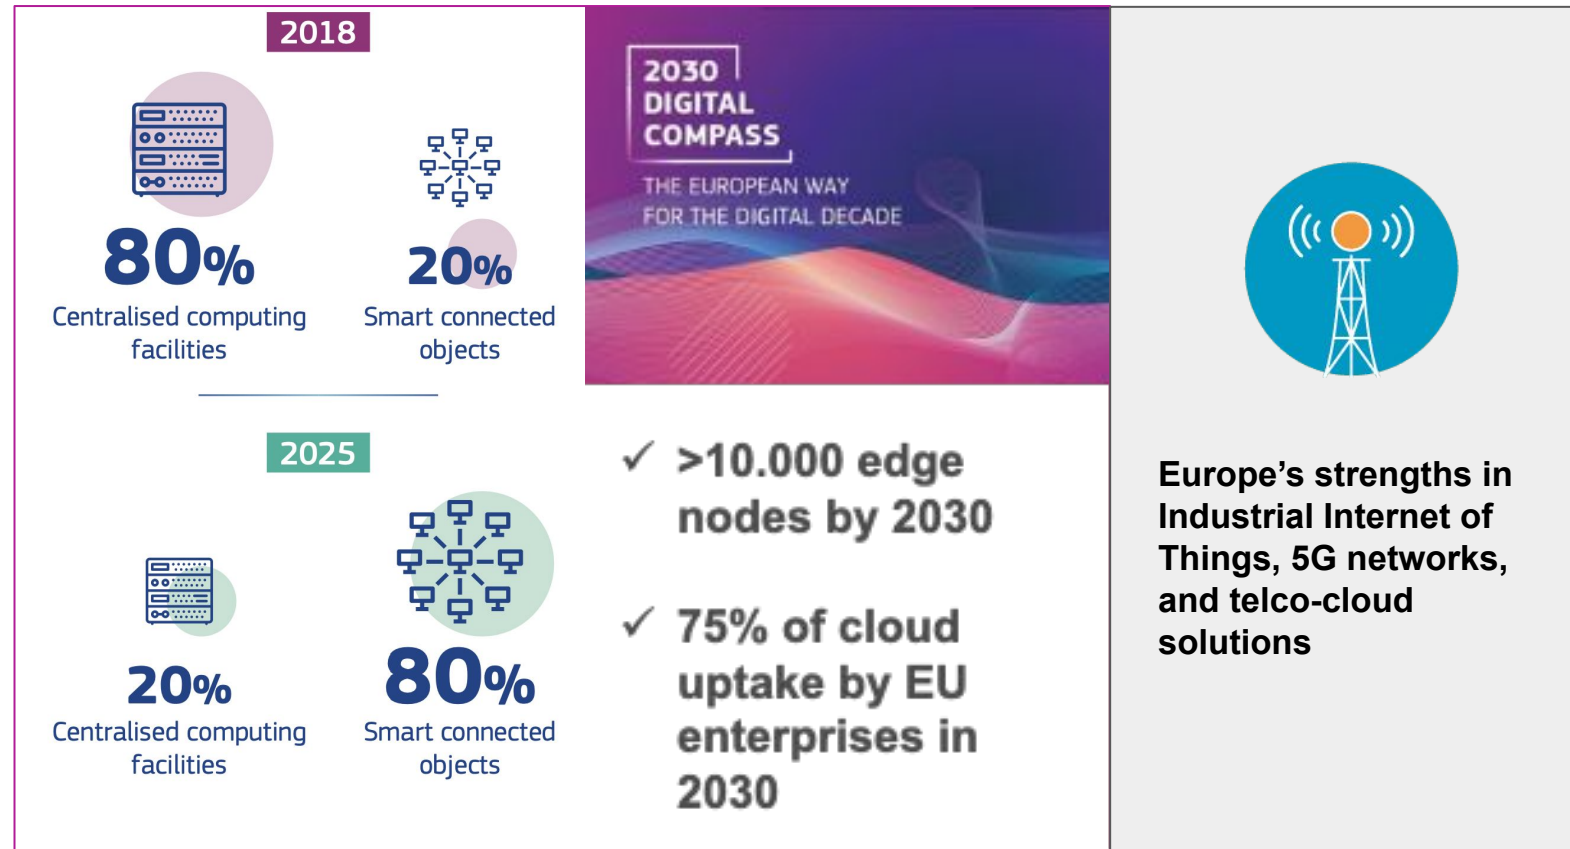 2018
80%
Centralised computing
facilities
20%
Smart connected
objects
2025
20%
Centralised computing
facilities
80%
Smart connected
objects
2030
DIGITAL
COMPASS
THE EUROPEAN WAY
FOR THE DIGITAL DECADE
✓ >10.000 edge
nodes by 2030
✓ 75% of cloud
uptake by EU
enterprises in
2030
Europe’s strengths in
Industrial Internet of
Things, 5G networks,
and telco-cloud
solutions